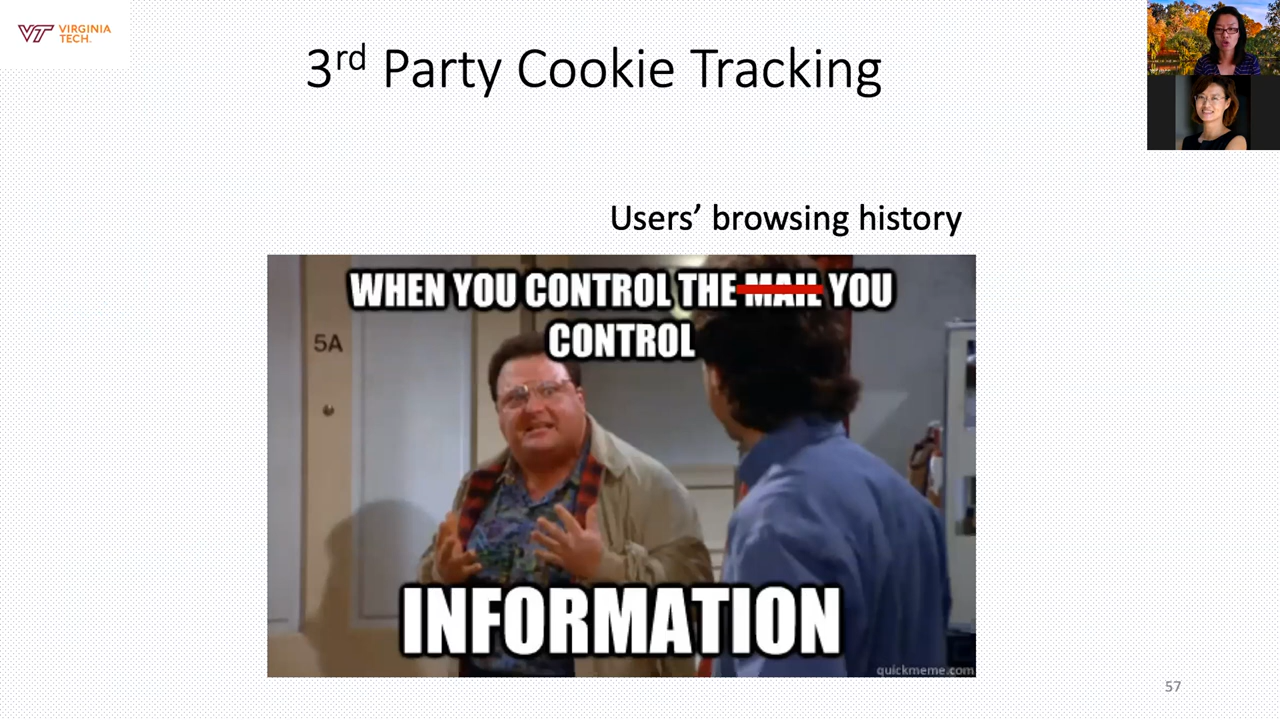 VT VIRGINIA
TECH.
3rd Party Cookie Tracking
Users’ browsing history
WHEN YOU CONTROL THE MAIL YOU
CONTROL
5A
INFORMATION
quickmeme.com
57